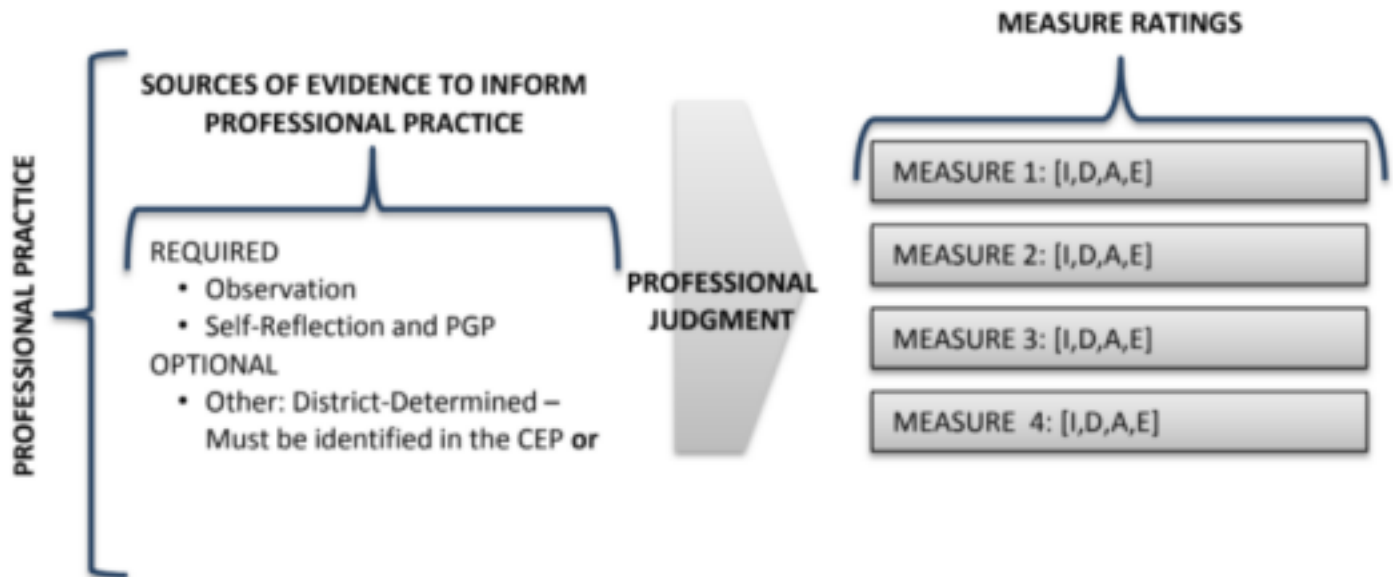 PROFESSIONAL PRACTICE
SOURCES OF EVIDENCE TO INFORM
PROFESSIONAL PRACTICE
REQUIRED
• Observation
• Self-Reflection and PGP
OPTIONAL
• Other: District-Determined –
Must be identified in the CEP or
PROFESSIONAL
JUDGMENT
MEASURE RATINGS
MEASURE 1: [I,D,A,E]
MEASURE 2: [I,D,A,E]
MEASURE 3: [I,D,A,E]
MEASURE 4: [I,D,A,E]